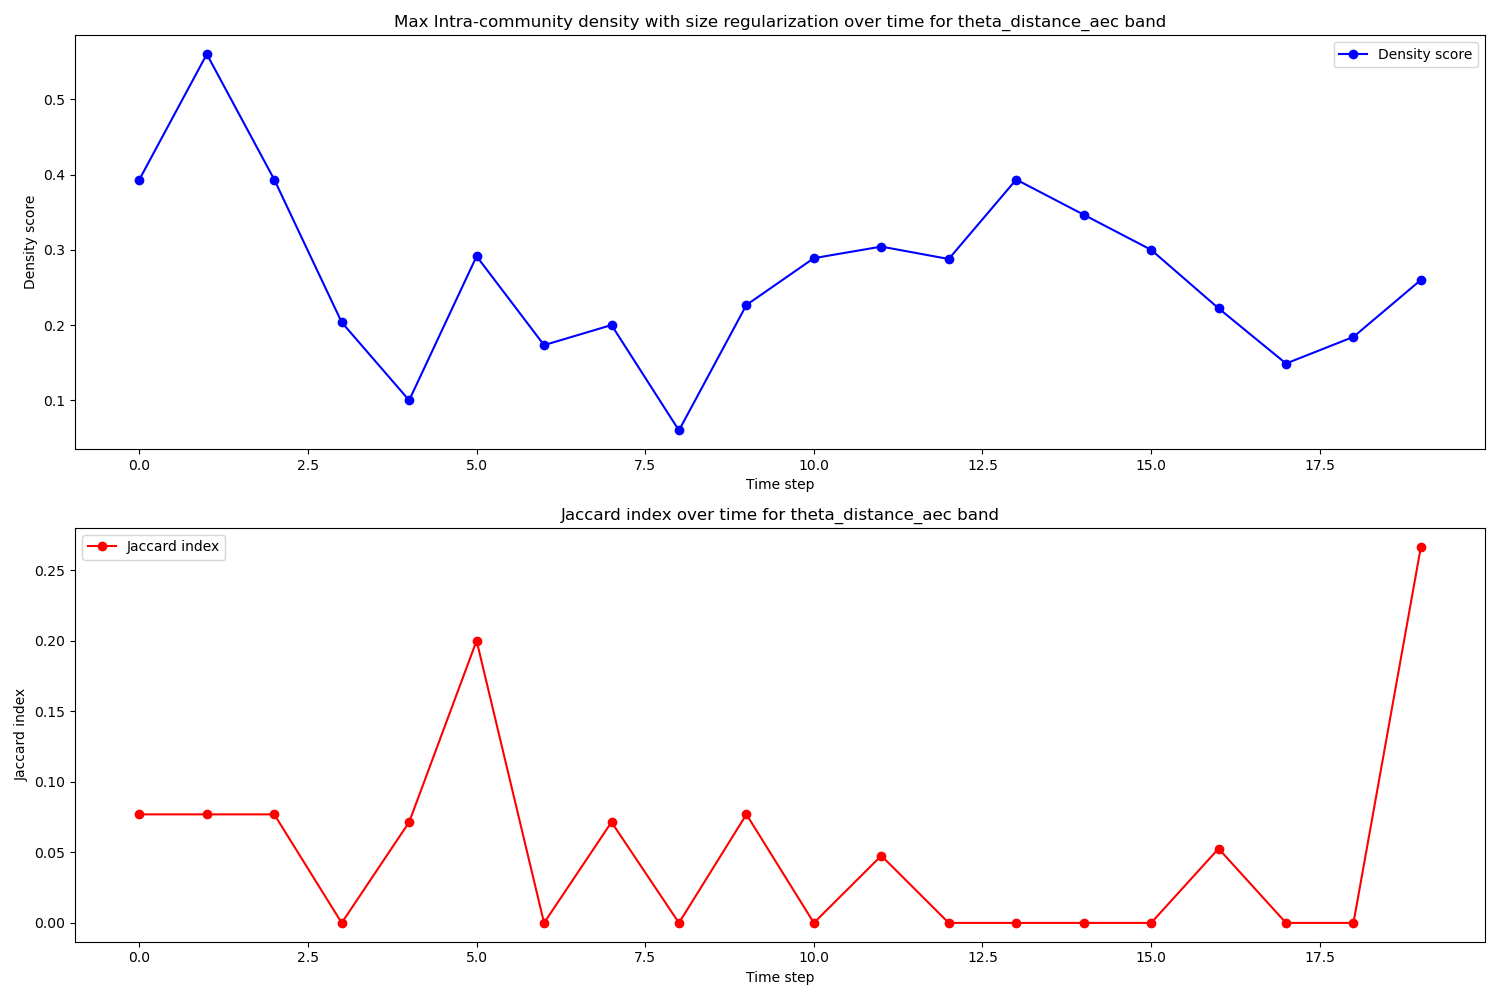 Max Intra-community density with size regularization over time for theta_distance_aec band
Density score
0.5
0.4
0.3
0.2
0.1
Density score
0.0 2.5 5.0 7.5 10.0 12.5 15.0 17.5
Time step
Jaccard index over time for theta_distance_aec band
Jaccard index
0.25
0.20
0.15
0.10
0.05
0.00
Jaccard index
0.0 2.5 5.0 7.5 10.0 12.5 15.0 17.5
Time step